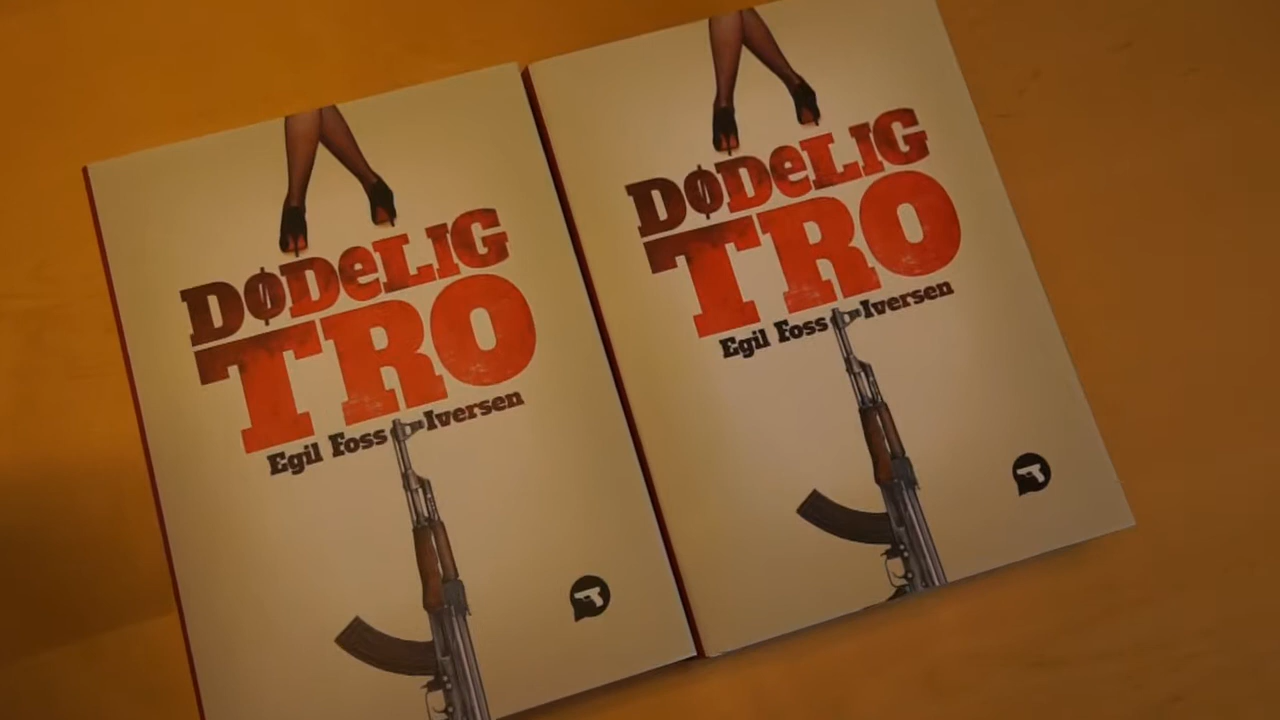 DØDeLIG
TRO
Egil Foss Iversen
DØDeLIG
TRO
Egil Foss Iversen